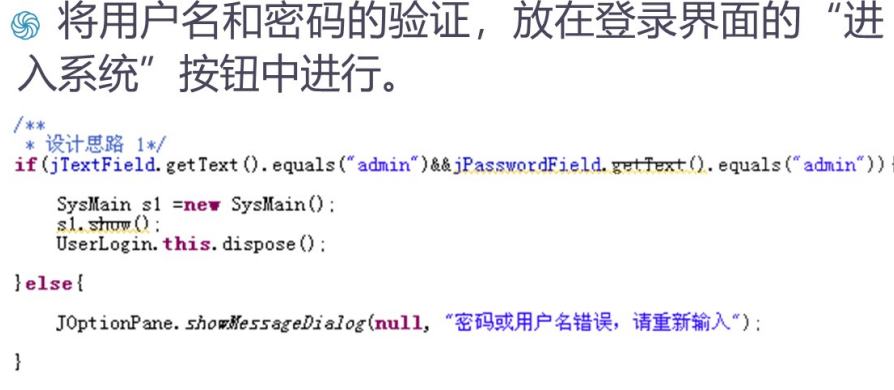 将用户名和密码的验证，放在登录界面的“进
入系统”按钮中进行。
/**
* 设计思路 1*/
if(jTextField.getText().equals("admin")&&jPasswordField.getText().equals("admin")){
SysMain s1 =new SysMain();
s1.show();
UserLogin.this.dispose();
}else{
JOptionPane.showMessageDialog(null, "密码或用户名错误，请重新输入");
}